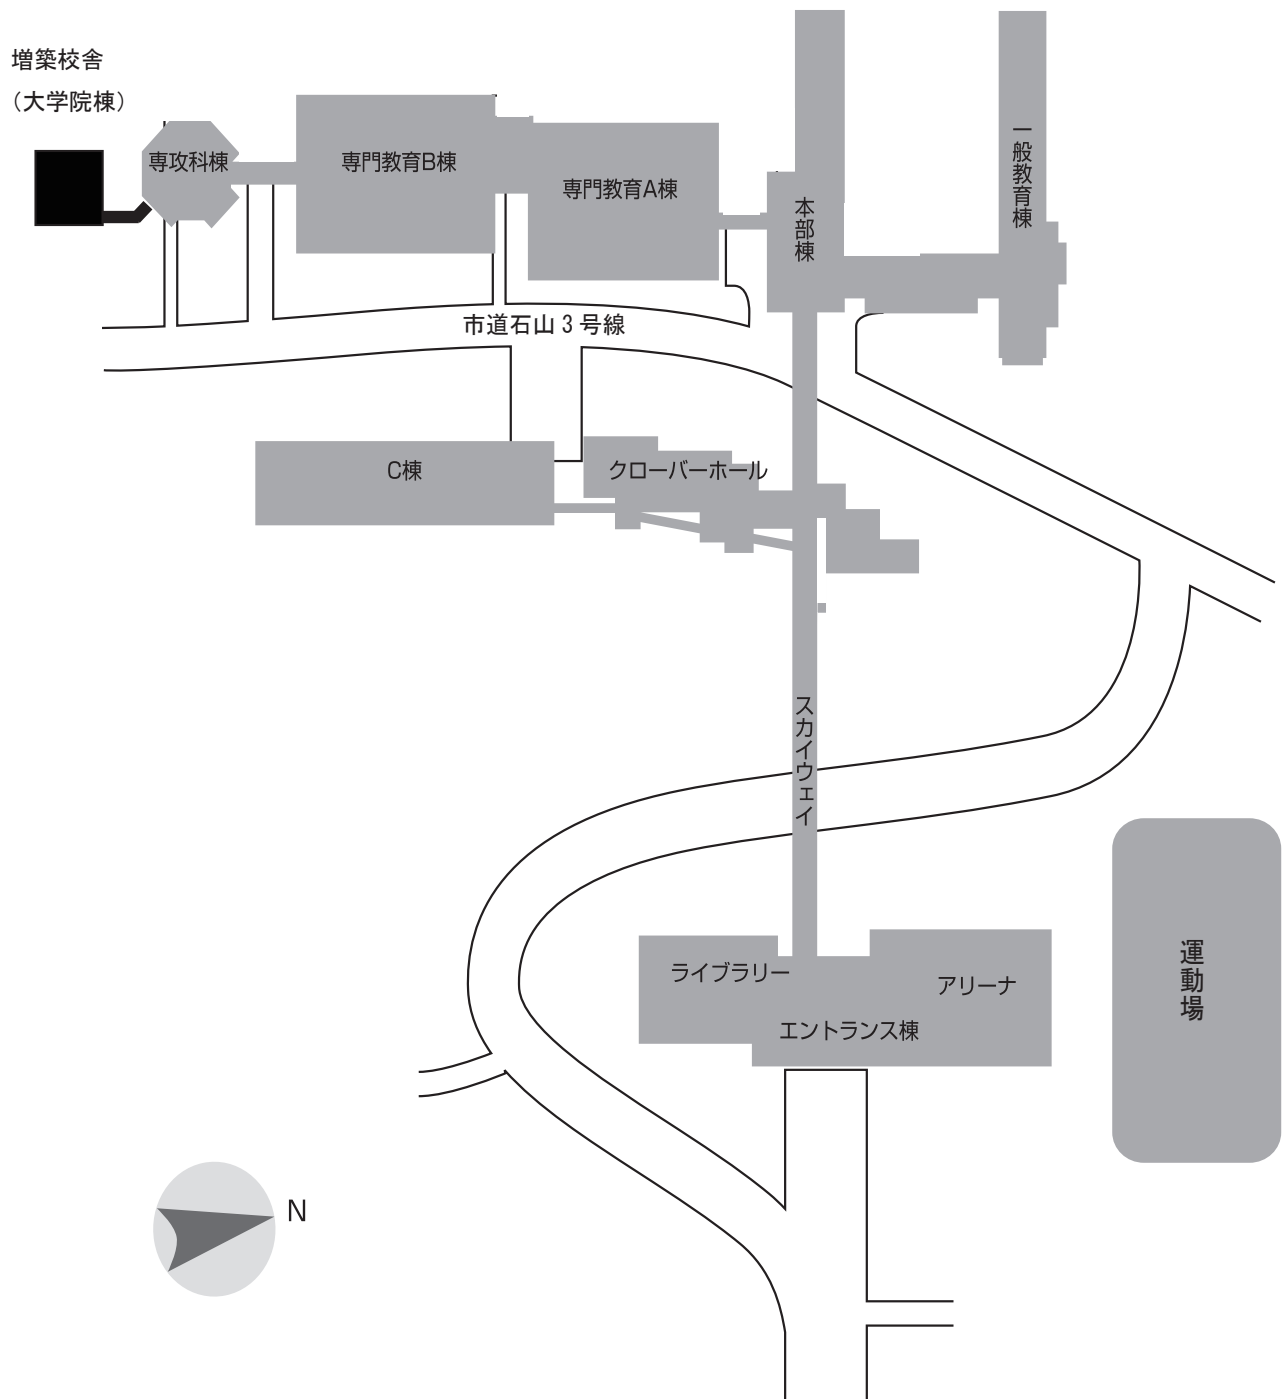 増築校舎
（大学院棟）
専攻科棟
専門教育B棟
専門教育A棟
本部棟
一般教育棟
市道石山３号線
C棟
クローバーホール
スカイウェイ
ライブラリー
アリーナ
エントランス棟
運動場
N